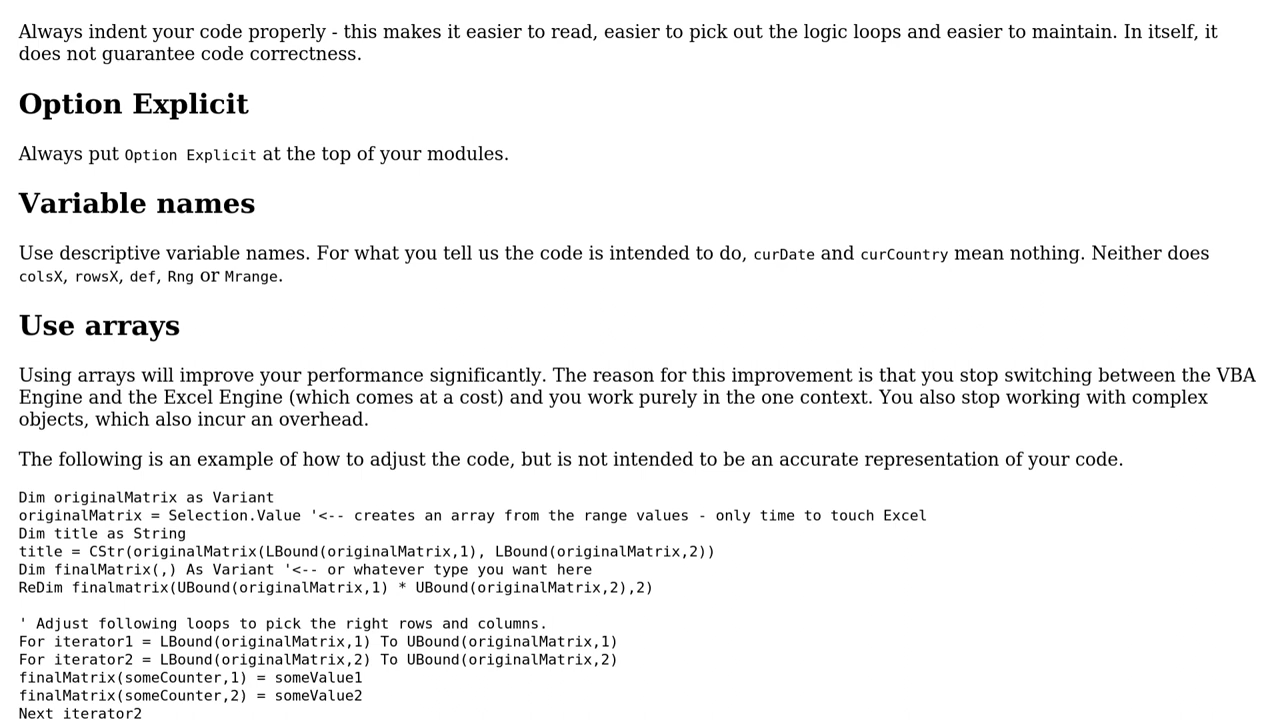 Always indent your code properly - this makes it easier to read, easier to pick out the logic loops and easier to maintain. In itself, it
does not guarantee code correctness.
Option Explicit
Always put Option Explicit at the top of your modules.
Variable names
Use descriptive variable names. For what you tell us the code is intended to do, curDate and curCountry mean nothing. Neither does
colsX, rowsX, def, Rng or Mrange.
Use arrays
Using arrays will improve your performance significantly. The reason for this improvement is that you stop switching between the VBA
Engine and the Excel Engine (which comes at a cost) and you work purely in the one context. You also stop working with complex
objects, which also incur an overhead.
The following is an example of how to adjust the code, but is not intended to be an accurate representation of your code.
Dim originalMatrix as Variant
originalMatrix = Selection.Value '<-- creates an array from the range values - only time to touch Excel
Dim title as String
title = CStr(originalMatrix(LBound(originalMatrix,1), LBound(originalMatrix,2))
Dim finalMatrix(,) As Variant '<-- or whatever type you want here
ReDim finalmatrix(UBound(originalMatrix,1) * UBound(originalMatrix,2),2)
' Adjust following loops to pick the right rows and columns.
For iterator1 = LBound(originalMatrix,1) To UBound(originalMatrix,1)
For iterator2 = LBound(originalMatrix,2) To UBound(originalMatrix,2)
finalMatrix(someCounter,1) = someValue1
finalMatrix(someCounter,2) = someValue2
Next iterator2